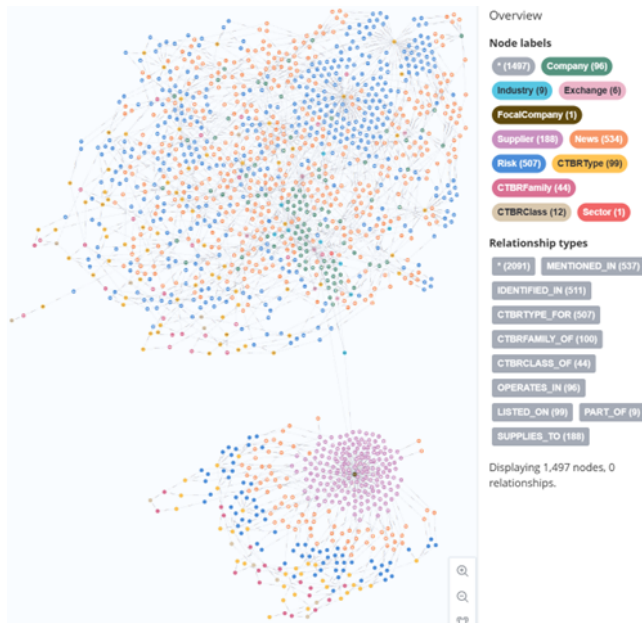 Overview
Node labels
* (1497) Company (96)
Industry (9) Exchange (6)
FocalCompany (1)
Supplier (188) News (534)
Risk (507) CTBRType (99)
CTBRFamily (44)
CTBRClass (12) Sector (1)
Relationship types
* (2091) MENTIONED_IN (537)
IDENTIFIED_IN (511)
CTBRTYPE_FOR (507)
CTBRFAMILY_OF (100)
CTBRCLASS_OF (44)
OPERATES_IN (96)
LISTED_ON (99) PART_OF (9)
SUPPLIES_TO (188)
Displaying 1,497 nodes, 0
relationships.